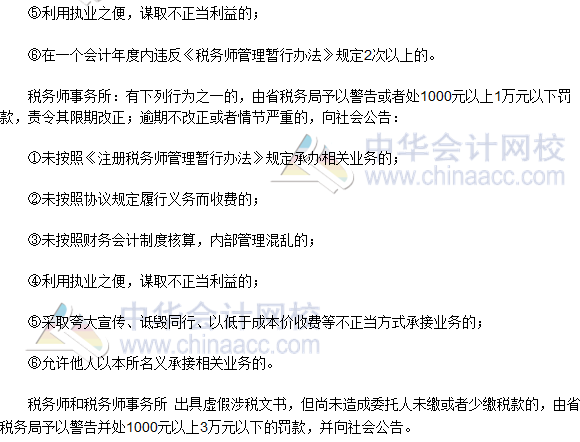 ⑤利用执业之便，谋取不正当利益的；
⑥在一个会计年度内违反《税务师管理暂行办法》规定2次以上的。
税务师事务所：有下列行为之一的，由省税务局予以警告或者处1000元以上1万元以下罚
款，责令其限期改正；逾期不改正或者情节严重的，向社会公告：
①未按照《注册税务师管理暂行办法》规定承办相关业务的；
中华会计网校
www.chinaacc.com
②未按照协议规定履行义务而收费的；
③未按照财务会计制度核算，内部管理混乱的；
④利用执业之便，谋取不正当利益的；
中华会计网校
⑤采取夸大宣传、诋毁同行、以低于成本价收费等不正当方式承接业务的；
www.chinaacc.com
⑥允许他人以本所名义承接相关业务的。
税务师和税务师事务所 出具虚假涉税文书，但尚未造成委托人未缴或者少缴税款的，由省
税务局予以警告并处1000元以上3万元以下的罚款，并向社会公告。